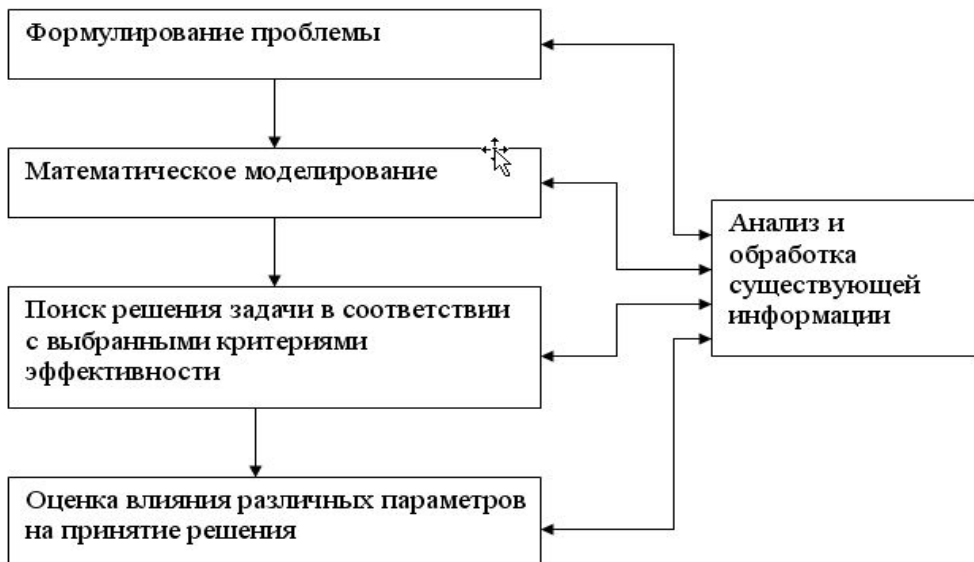 Формулирование проблемы
Математическое моделирование
Поиск решения задачи в соответствии
с выбранными критериями
эффективности
Оценка влияния различных параметров
на принятие решения
Анализ и
обработка
существующей
информации